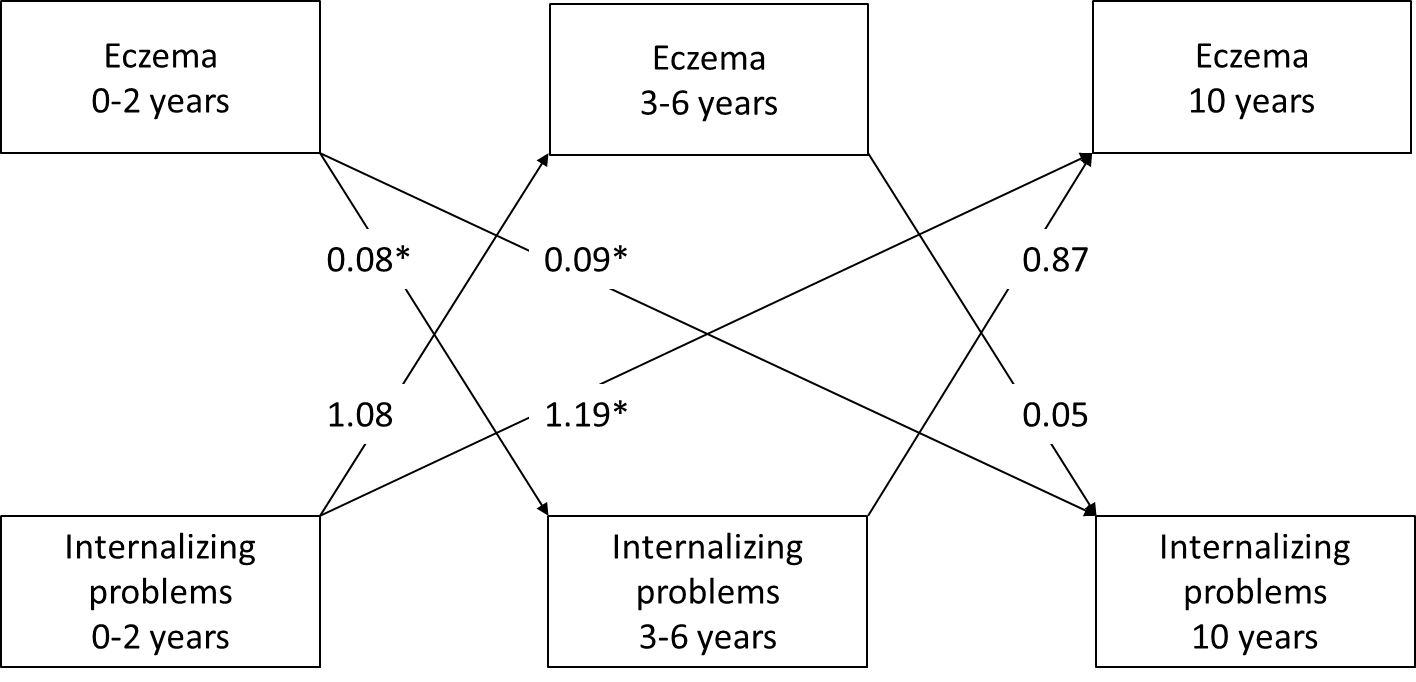 Eczema
0-2 years
Eczema
3-6 years
Eczema
10 years
0.08*
0.09*
0.87
1.08
1.19*
0.05
Internalizing
problems
0-2 years
Internalizing
problems
3-6 years
Internalizing
problems
10 years